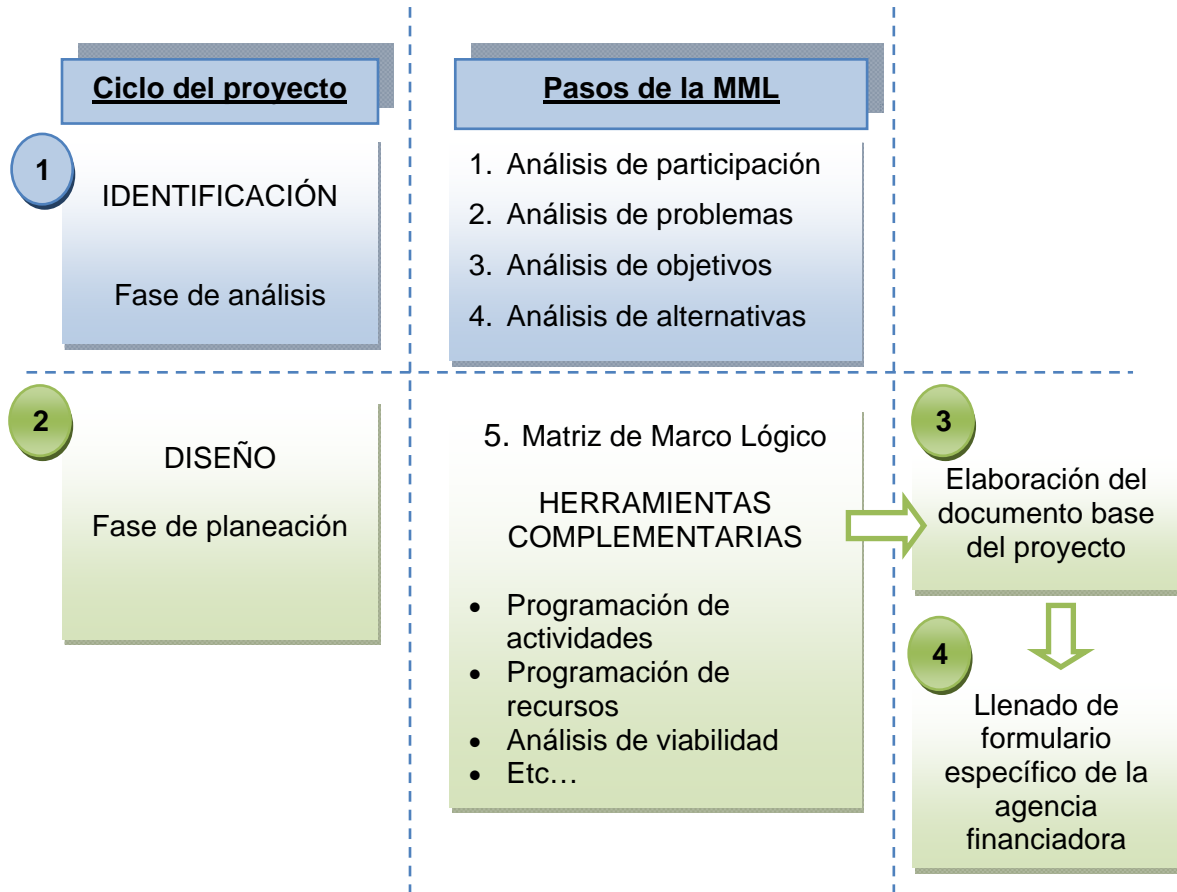 Ciclo del proyecto
Pasos de la MML
1
IDENTIFICACIÓN
Fase de análisis
1. Análisis de participación
2. Análisis de problemas
3. Análisis de objetivos
4. Análisis de alternativas
2
DISEÑO
Fase de planeación
5. Matriz de Marco Lógico
HERRAMIENTAS
COMPLEMENTARIAS
• Programación de
actividades
• Programación de
recursos
• Análisis de viabilidad
• Etc…
3
Elaboración del
documento base
del proyecto
4
Llenado de
formulario
específico de la
agencia
financiadora